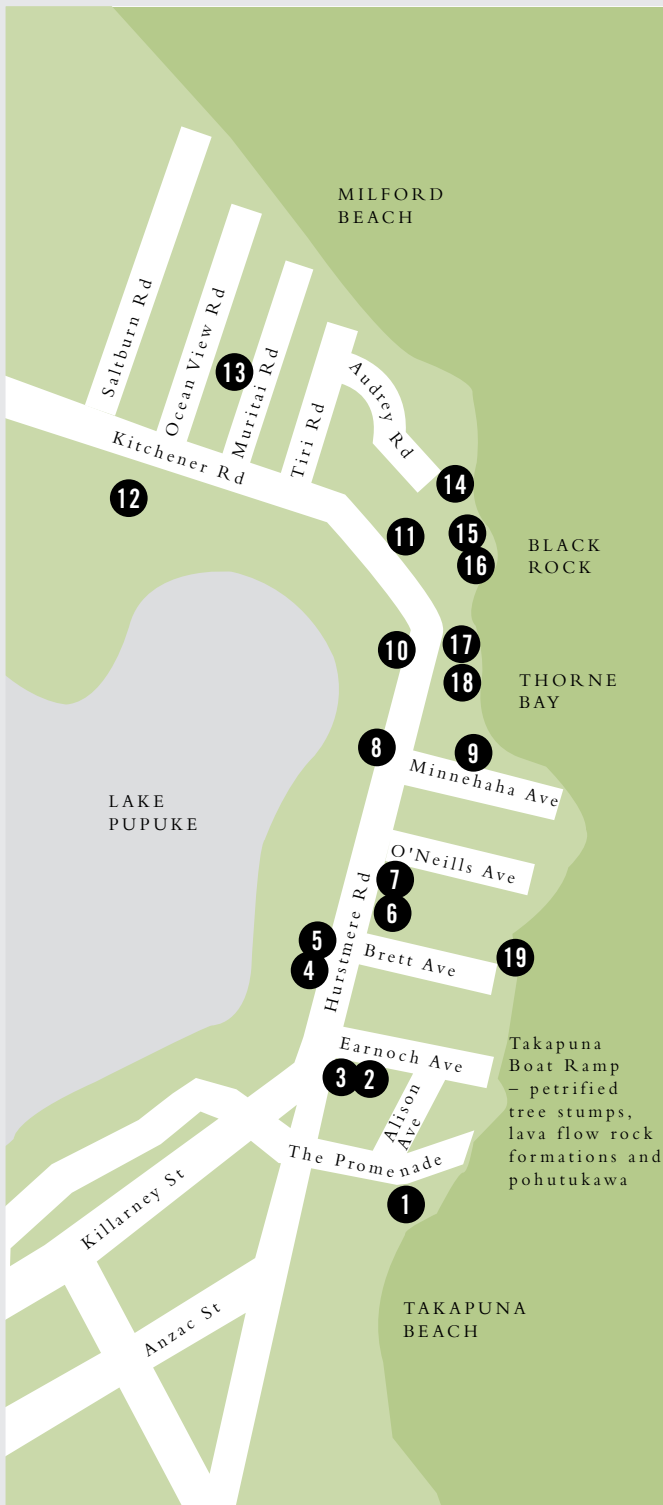 MILFORD
BEACH
Saltburn Rd
Ocean View Rd
13
Muritai Rd
Tiri Rd
Audrey Rd
Kitchener Rd
12
14
11
15
16
BLACK
ROCK
10
17
18
THORNE
BAY
8
9
Minnehaha Ave
LAKE
PUPUKE
O'Neills Ave
7
6
Hurstmere Rd
5
4
Brett Ave
19
Earnoch Ave
3
2
Alison
Ave
Takapuna
Boat Ramp
– petrified
tree stumps,
lava flow rock
formations and
pohutukawa
The Promenade
1
Killarney St
Anzac St
TAKAPUNA
BEACH